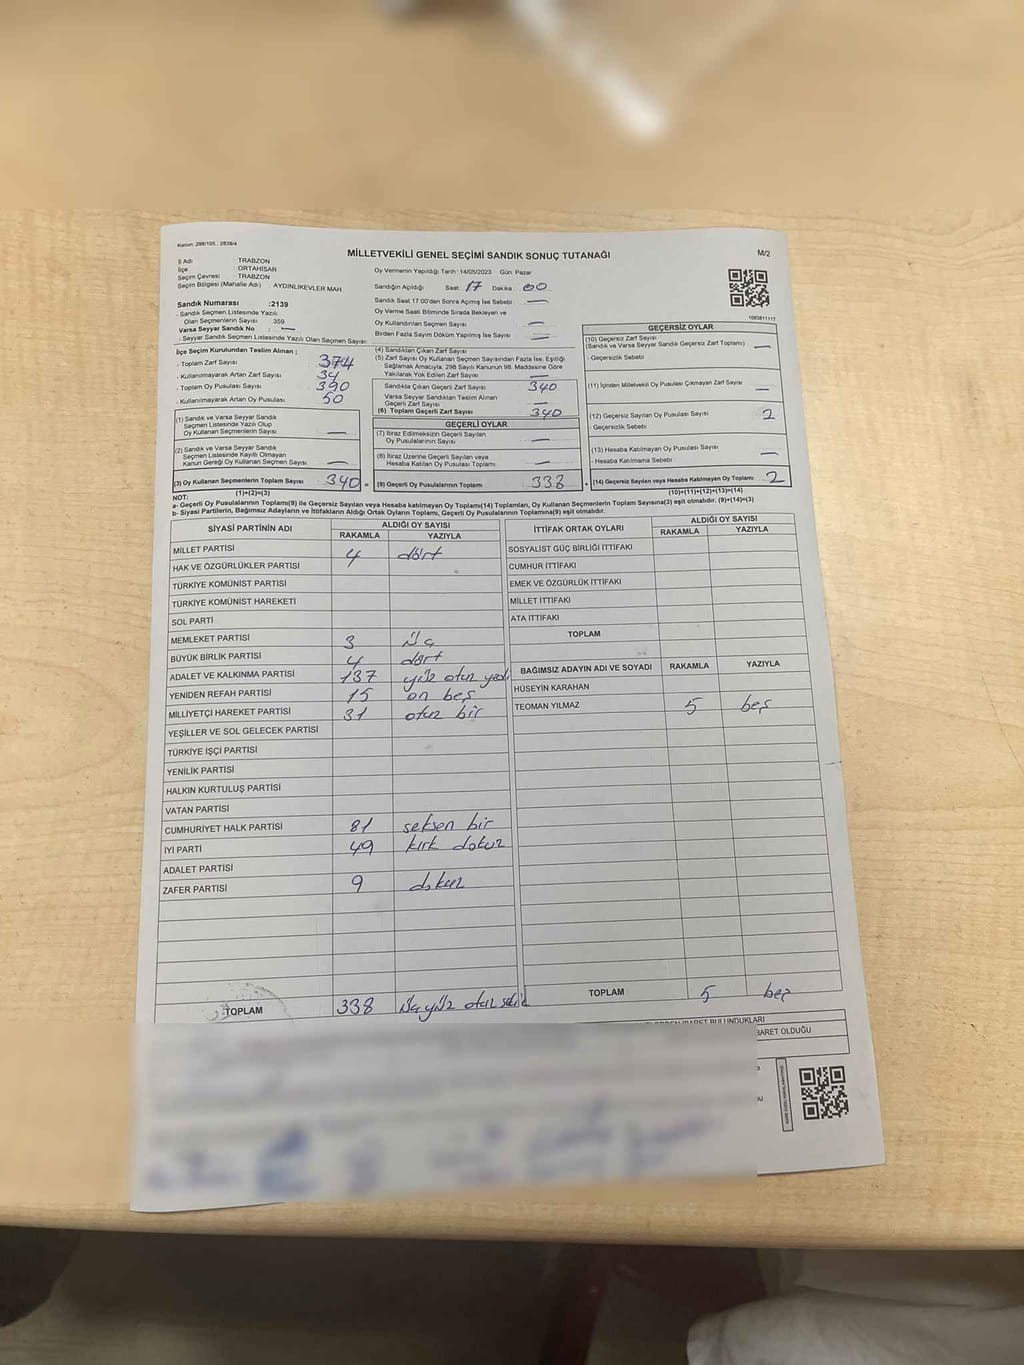 Kanun: 298/105 , 2839/4
MİLLETVEKİLİ GENEL SEÇİMİ SANDIK SONUÇ TUTANAĞI
M/2
İl Adı TRABZON
İlçe ORTAHİSAR
Seçim Çevresi TRABZON
Seçim Bölgesi (Mahalle Adı) : AYDINLIKEVLER MAH.
Sandık Numarası :2139
- Sandık Seçmen Listesinde Yazılı
Olan Seçmenlerin Sayısı 359
Varsa Seyyar Sandık No : —
- Seyyar Sandık Seçmen Listesinde Yazılı Olan Seçmen Sayısı:
Oy Vermenin Yapıldığı Tarih : 14/05/2023 Gün: Pazar
Sandığın Açıldığı Saat: 17 Dakika: 00
Sandık Saat 17:00'den Sonra Açılmış İse Sebebi : —
Oy Verme Saati Bitiminde Sırada Bekleyen ve
Oy Kullandırılan Seçmen Sayısı —
Birden Fazla Sayım Döküm Yapılmış İse Sayısı —
1003811117
İlçe Seçim Kurulundan Teslim Alınan ;
- Toplam Zarf Sayısı 374
- Kullanılmayarak Artan Zarf Sayısı : 34
- Toplam Oy Pusulası Sayısı : 390
- Kullanılmayarak Artan Oy Pusulası : 50
(1) Sandık ve Varsa Seyyar Sandık
Seçmen Listesinde Yazılı Olup
Oy Kullanan Seçmenlerin Sayısı —
(2) Sandık ve Varsa Seyyar Sandık
Seçmen Listesinde Kayıtlı Olmayan
Kanun Gereği Oy Kullanan Seçmen Sayısı —
(3) Oy Kullanan Seçmenlerin Toplam Sayısı 340 =
(1)+(2)=(3)
(4) Sandıktan Çıkan Zarf Sayısı
(5) Zarf Sayısı Oy Kullanan Seçmen Sayısından Fazla İse, Eşitliği
Sağlamak Amacıyla; 298 Sayılı Kanunun 98. Maddesine Göre
Yakılarak Yok Edilen Zarf Sayısı —
Sandıkta Çıkan Geçerli Zarf Sayısı 340
Varsa Seyyar Sandıktan Teslim Alınan
Geçerli Zarf Sayısı —
(6) Toplam Geçerli Zarf Sayısı 340
GEÇERLİ OYLAR
(7) İtiraz Edilmeksizin Geçerli Sayılan
Oy Pusulalarının Sayısı —
(8) İtiraz Üzerine Geçerli Sayılan veya
Hesaba Katılan Oy Pusulası Toplamı —
(9) Geçerli Oy Pusulalarının Toplamı 338 +
GEÇERSİZ OYLAR
(10) Geçersiz Zarf Sayısı
(Sandık ve Varsa Seyyar Sandık Geçersiz Zarf Toplamı) —
- Geçersizlik Sebebi
(11) İçinden Milletvekili Oy Pusulası Çıkmayan Zarf Sayısı —
(12) Geçersiz Sayılan Oy Pusulası Sayısı 2
- Geçersizlik Sebebi
(13) Hesaba Katılmayan Oy Pusulası Sayısı —
- Hesaba Katılmama Sebebi
(14) Geçersiz Sayılan veya Hesaba Katılmayan Oy Toplamı 2
(10)+(11)+(12)+(13)=(14)
NOT:
a- Geçerli Oy Pusulalarının Toplamı(9) ile Geçersiz Sayılan veya Hesaba katılmayan Oy Toplamı(14) Toplamları, Oy Kullanan Seçmenlerin Toplam Sayısına(3) eşit olmalıdır. (9)+(14)=(3)
b- Siyasi Partilerin, Bağımsız Adayların ve İttifakların Aldığı Ortak Oyların Toplamı, Geçerli Oy Pusulalarının Toplamına(9) eşit olmalıdır.
SİYASİ PARTİNİN ADI ALDIĞI OY SAYISI
RAKAMLA YAZIYLA
MİLLET PARTİSİ 4 dört
HAK VE ÖZGÜRLÜKLER PARTİSİ
TÜRKİYE KOMÜNİST PARTİSİ
TÜRKİYE KOMÜNİST HAREKETİ
SOL PARTİ
MEMLEKET PARTİSİ 3 üç
BÜYÜK BİRLİK PARTİSİ 4 dört
ADALET VE KALKINMA PARTİSİ 137 yüz otuz yedi
YENİDEN REFAH PARTİSİ 15 on beş
MİLLİYETÇİ HAREKET PARTİSİ 31 otuz bir
YEŞİLLER VE SOL GELECEK PARTİSİ
TÜRKİYE İŞÇİ PARTİSİ
YENİLİK PARTİSİ
HALKIN KURTULUŞ PARTİSİ
VATAN PARTİSİ
CUMHURİYET HALK PARTİSİ 81 seksen bir
İYİ PARTİ 49 kırk dokuz
ADALET PARTİSİ
ZAFER PARTİSİ 9 dokuz
TOPLAM 338 üç yüz otuz sekiz
İTTİFAK ORTAK OYLARI ALDIĞI OY SAYISI
RAKAMLA YAZIYLA
SOSYALİST GÜÇ BİRLİĞİ İTTİFAKI
CUMHUR İTTİFAKI
EMEK VE ÖZGÜRLÜK İTTİFAKI
MİLLET İTTİFAKI
ATA İTTİFAKI
TOPLAM
BAĞIMSIZ ADAYIN ADI VE SOYADI RAKAMLA YAZIYLA
HÜSEYİN KARAHAN
TEOMAN YILMAZ 5 beş
TOPLAM 5 beş
BULUNDUKLARI
BARET OLDUĞU